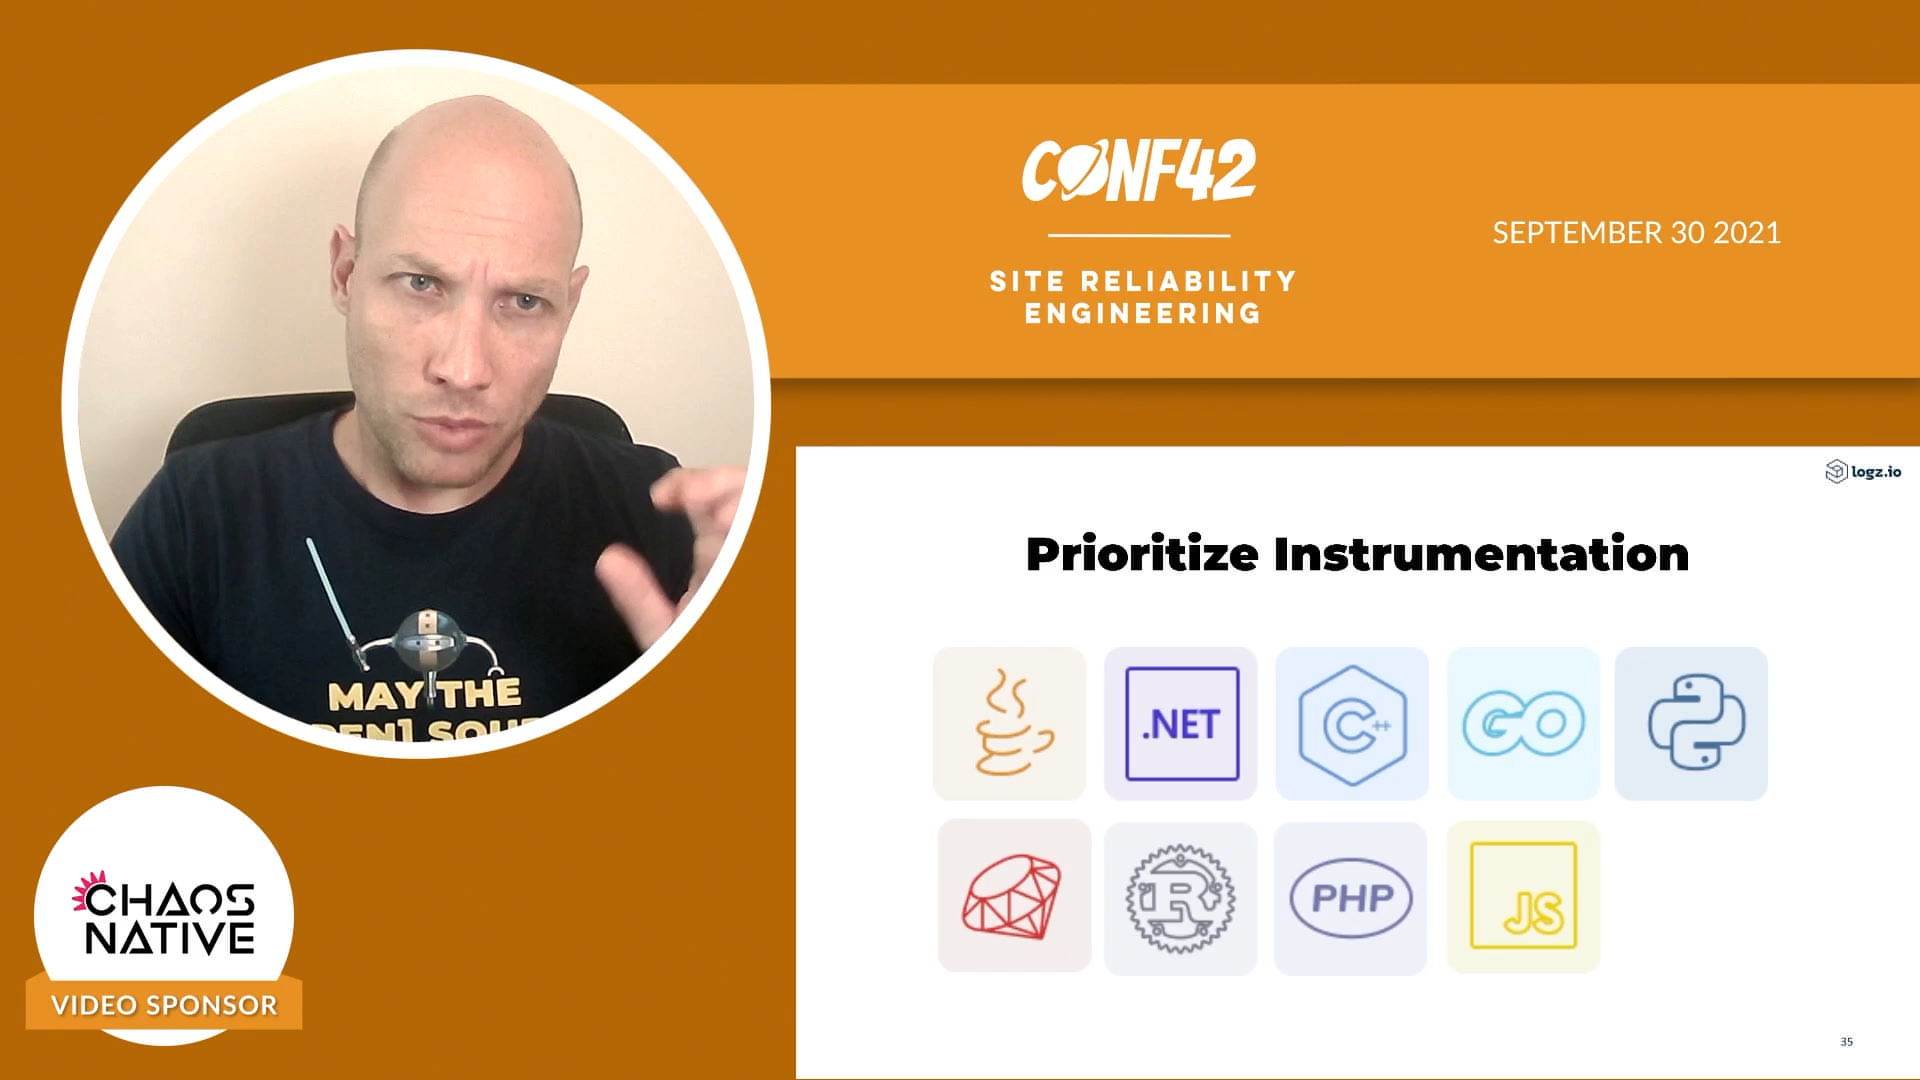 CONF42
SITE RELIABILITY
ENGINEERING
SEPTEMBER 30 2021
MAY THE
logz.io
Prioritize Instrumentation
.NET
C++
GO
R
PHP
JS
CHAOS
NATIVE
VIDEO SPONSOR
35